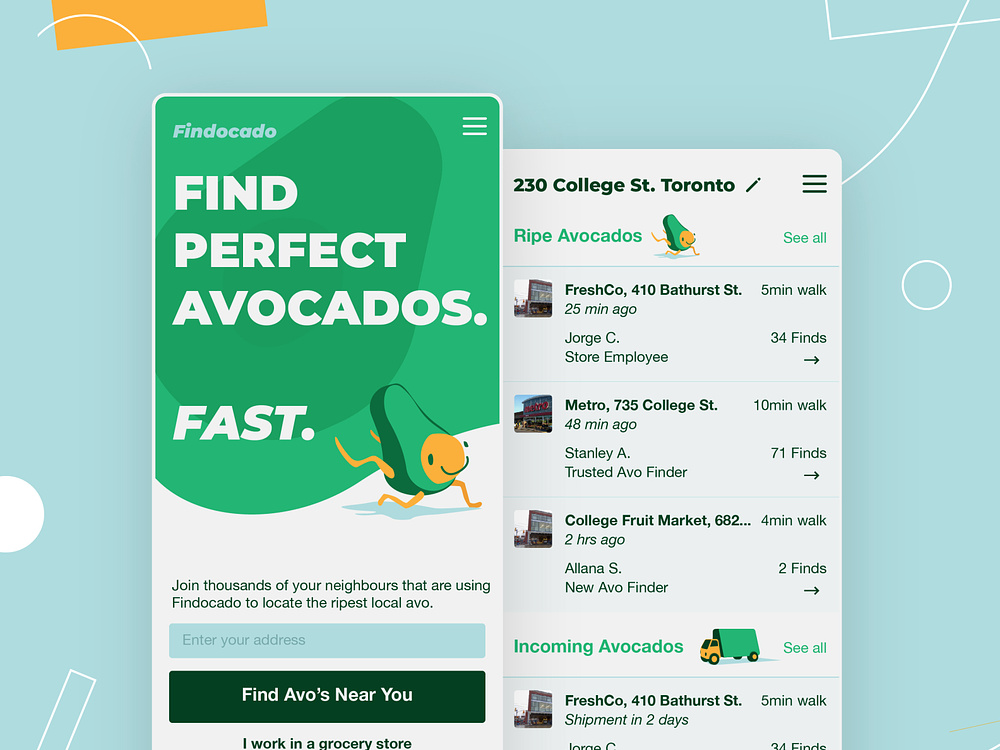 Findocado
FIND
PERFECT
AVOCADOS.
FAST.
Join thousands of your neighbours that are using
Findocado to locate the ripest local avo.
Enter your address
Find Avo's Near You
I work in a grocery store
230 College St. Toronto
Ripe Avocados See all
FreshCo, 410 Bathurst St. 5min walk
25 min ago
Jorge C. 34 Finds
Store Employee →
Metro, 735 College St. 10min walk
48 min ago
Stanley A. 71 Finds
Trusted Avo Finder →
College Fruit Market, 682... 4min walk
2 hrs ago
Allana S. 2 Finds
New Avo Finder →
Incoming Avocados See all
FreshCo, 410 Bathurst St. 5min walk
Shipment in 2 days
Jorge C. 34 Finds